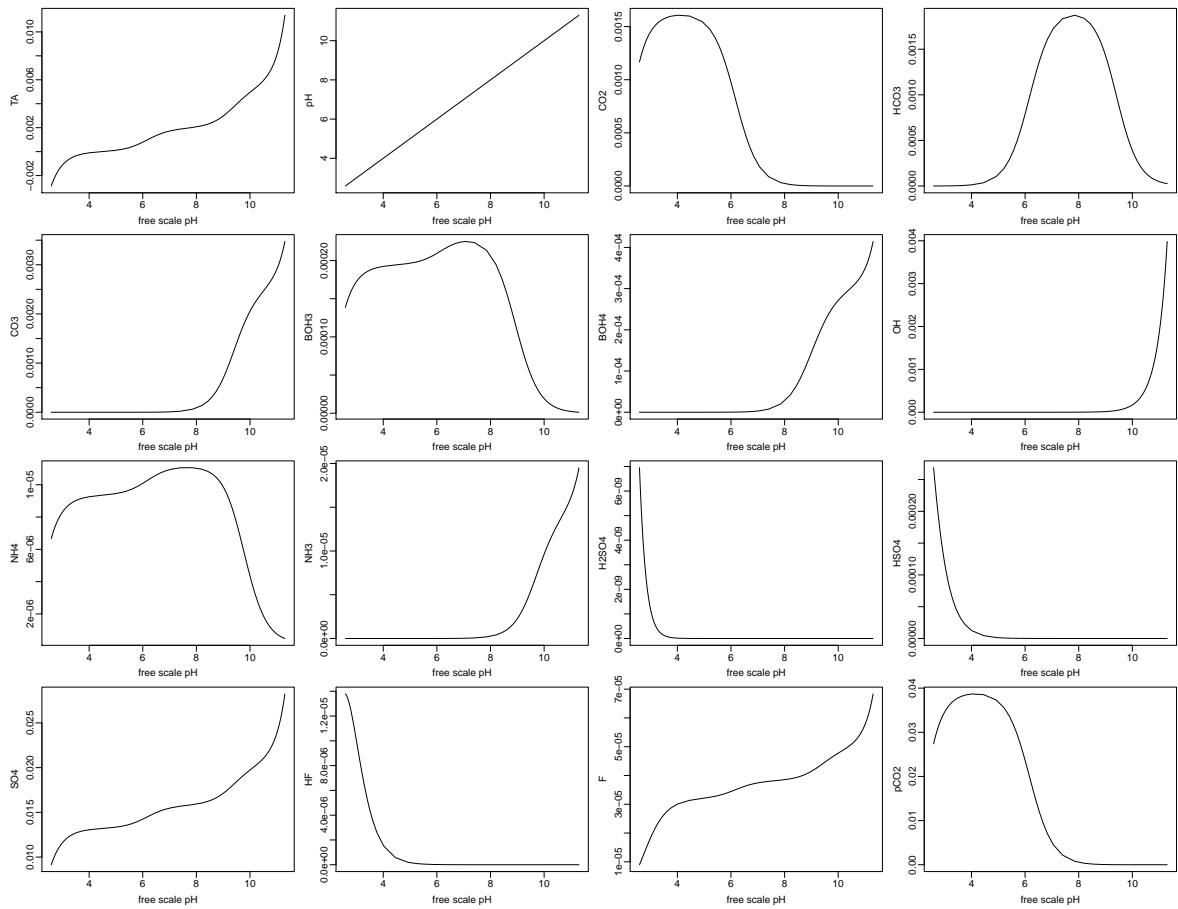 TA
−0.002 0.002 0.006 0.010
4 6 8 10
free scale pH
pH
4 6 8 10
4 6 8 10
free scale pH
CO2
0.0000 0.0005 0.0010 0.0015
4 6 8 10
free scale pH
HCO3
0.0000 0.0005 0.0010 0.0015
4 6 8 10
free scale pH
CO3
0.0000 0.0010 0.0020 0.0030
4 6 8 10
free scale pH
BOH3
0.00000 0.00010 0.00020
4 6 8 10
free scale pH
BOH4
0e+00 1e−04 2e−04 3e−04 4e−04
4 6 8 10
free scale pH
OH
0.000 0.001 0.002 0.003 0.004
4 6 8 10
free scale pH
NH4
2e−06 6e−06 1e−05
4 6 8 10
free scale pH
NH3
0.0e+00 1.0e−05 2.0e−05
4 6 8 10
free scale pH
H2SO4
0e+00 2e−09 4e−09 6e−09
4 6 8 10
free scale pH
HSO4
0.00000 0.00010 0.00020
4 6 8 10
free scale pH
SO4
0.010 0.015 0.020 0.025
4 6 8 10
free scale pH
HF
0.0e+00 4.0e−06 8.0e−06 1.2e−05
4 6 8 10
free scale pH
F
1e−05 3e−05 5e−05 7e−05
4 6 8 10
free scale pH
pCO2
0.00 0.01 0.02 0.03 0.04
4 6 8 10
free scale pH